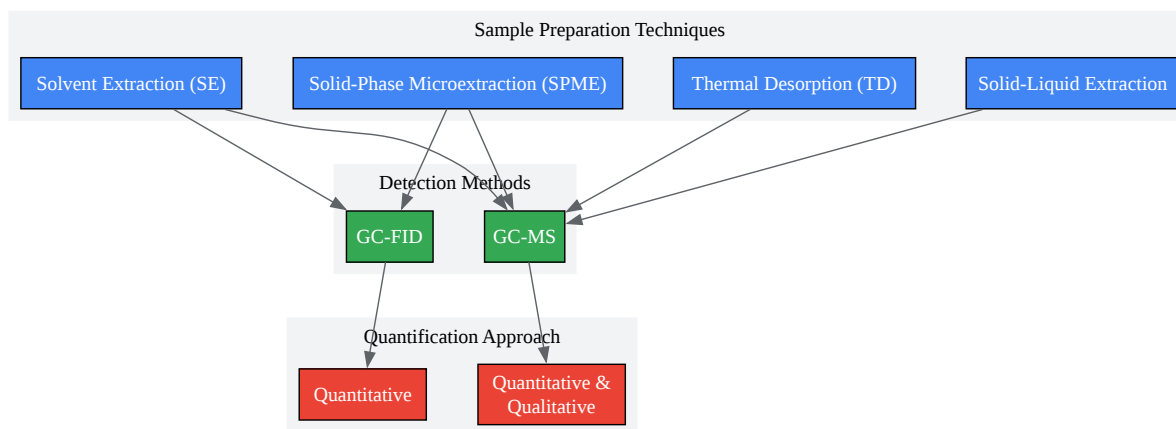 Sample Preparation Techniques
Solvent Extraction (SE)
Solid-Phase Microextraction (SPME)
Thermal Desorption (TD)
Solid-Liquid Extraction
Detection Methods
GC-FID
GC-MS
Quantification Approach
Quantitative
Quantitative &
Qualitative